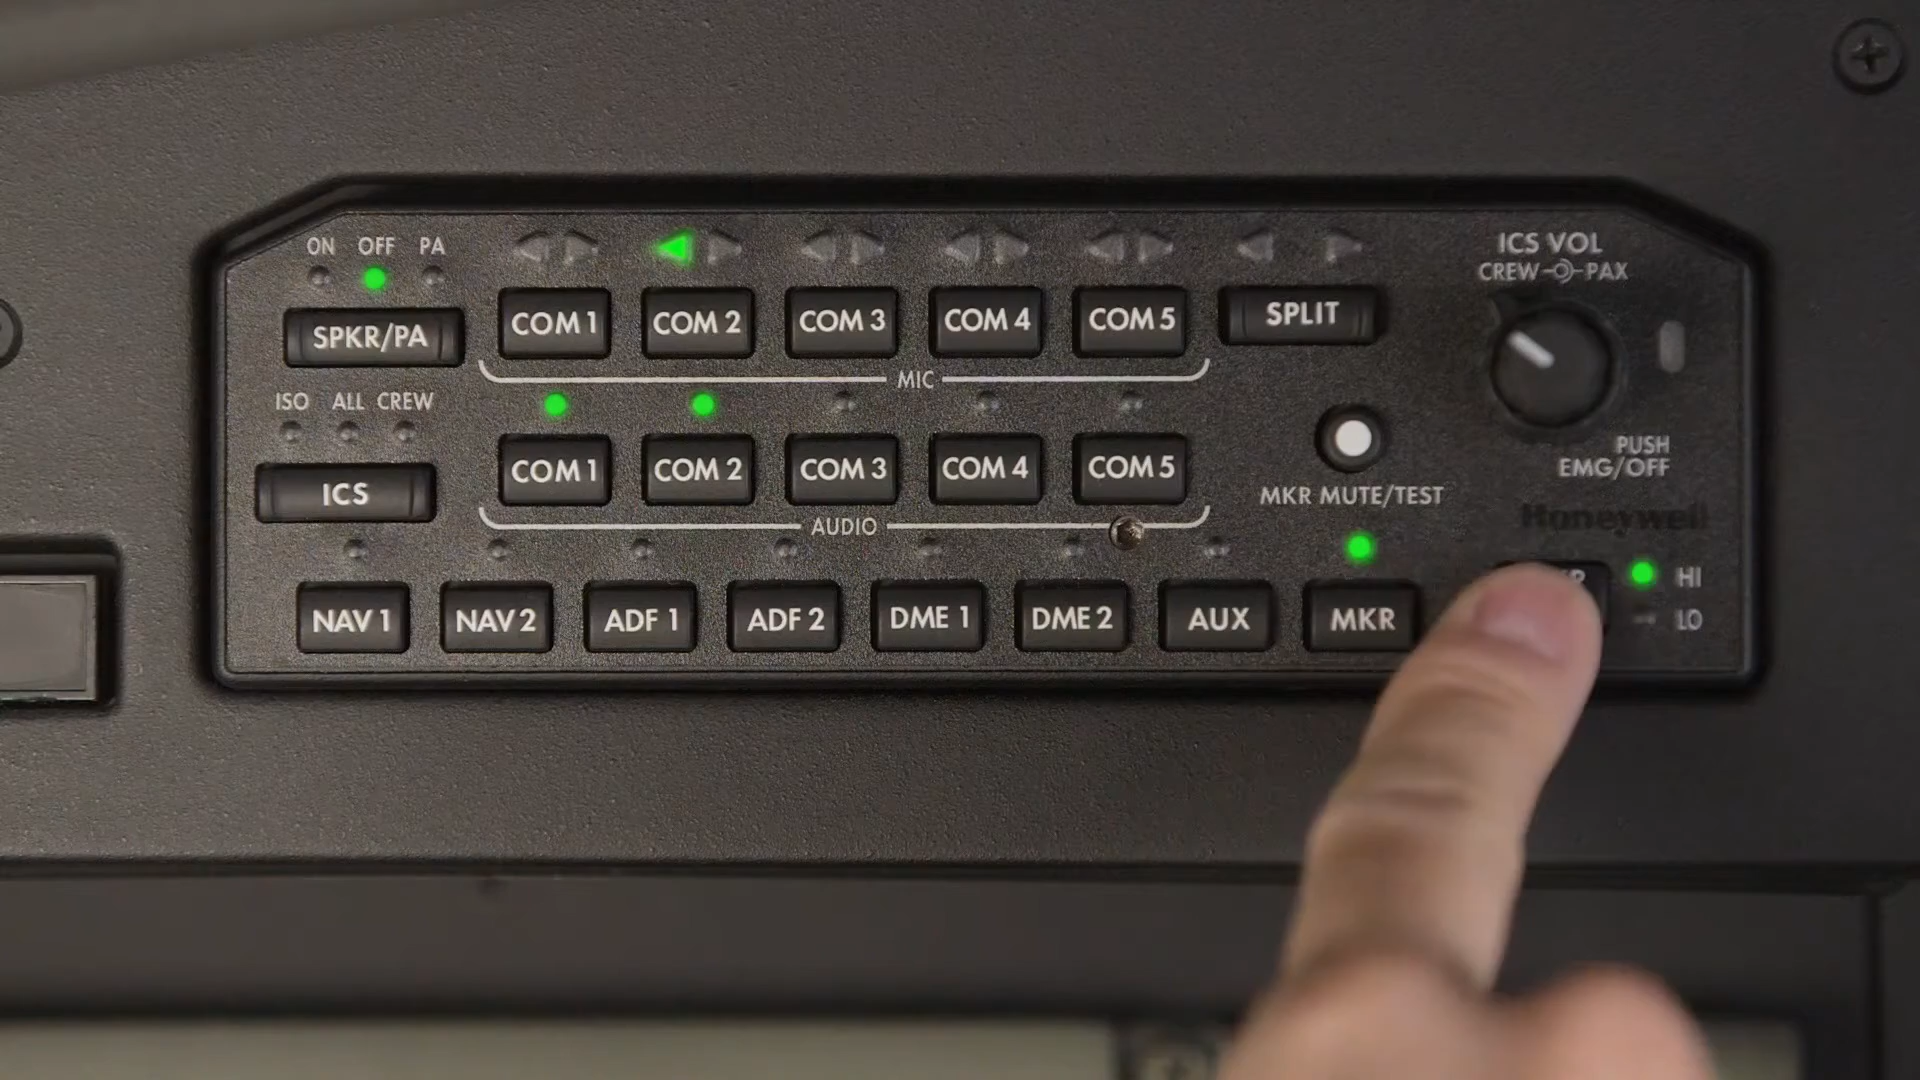 ON OFF PA
SPKR/PA
COM 1 COM 2 COM 3 COM 4 COM 5 SPLIT
MIC
ICS VOL
CREW PAX
PUSH
EMG/OFF
ISO ALL CREW
ICS
COM 1 COM 2 COM 3 COM 4 COM 5
AUDIO
MKR MUTE/TEST
Honeywell
NAV 1 NAV 2 ADF 1 ADF 2 DME 1 DME 2 AUX MKR
HI
LO